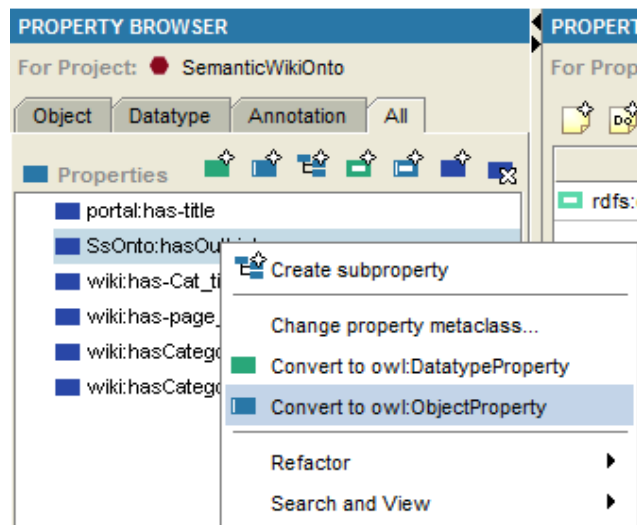 PROPERTY BROWSER
For Project: SemanticWikiOnto
Object Datatype Annotation All
Properties
portal:has-title
SsOnto:hasOu
wiki:has-Cat_ti
wiki:has-page_
wiki:hasCatego
wiki:hasCatego
Create subproperty
Change property metaclass...
Convert to owl:DatatypeProperty
Convert to owl:ObjectProperty
Refactor
Search and View
PROPERT
For Prop
rdfs: